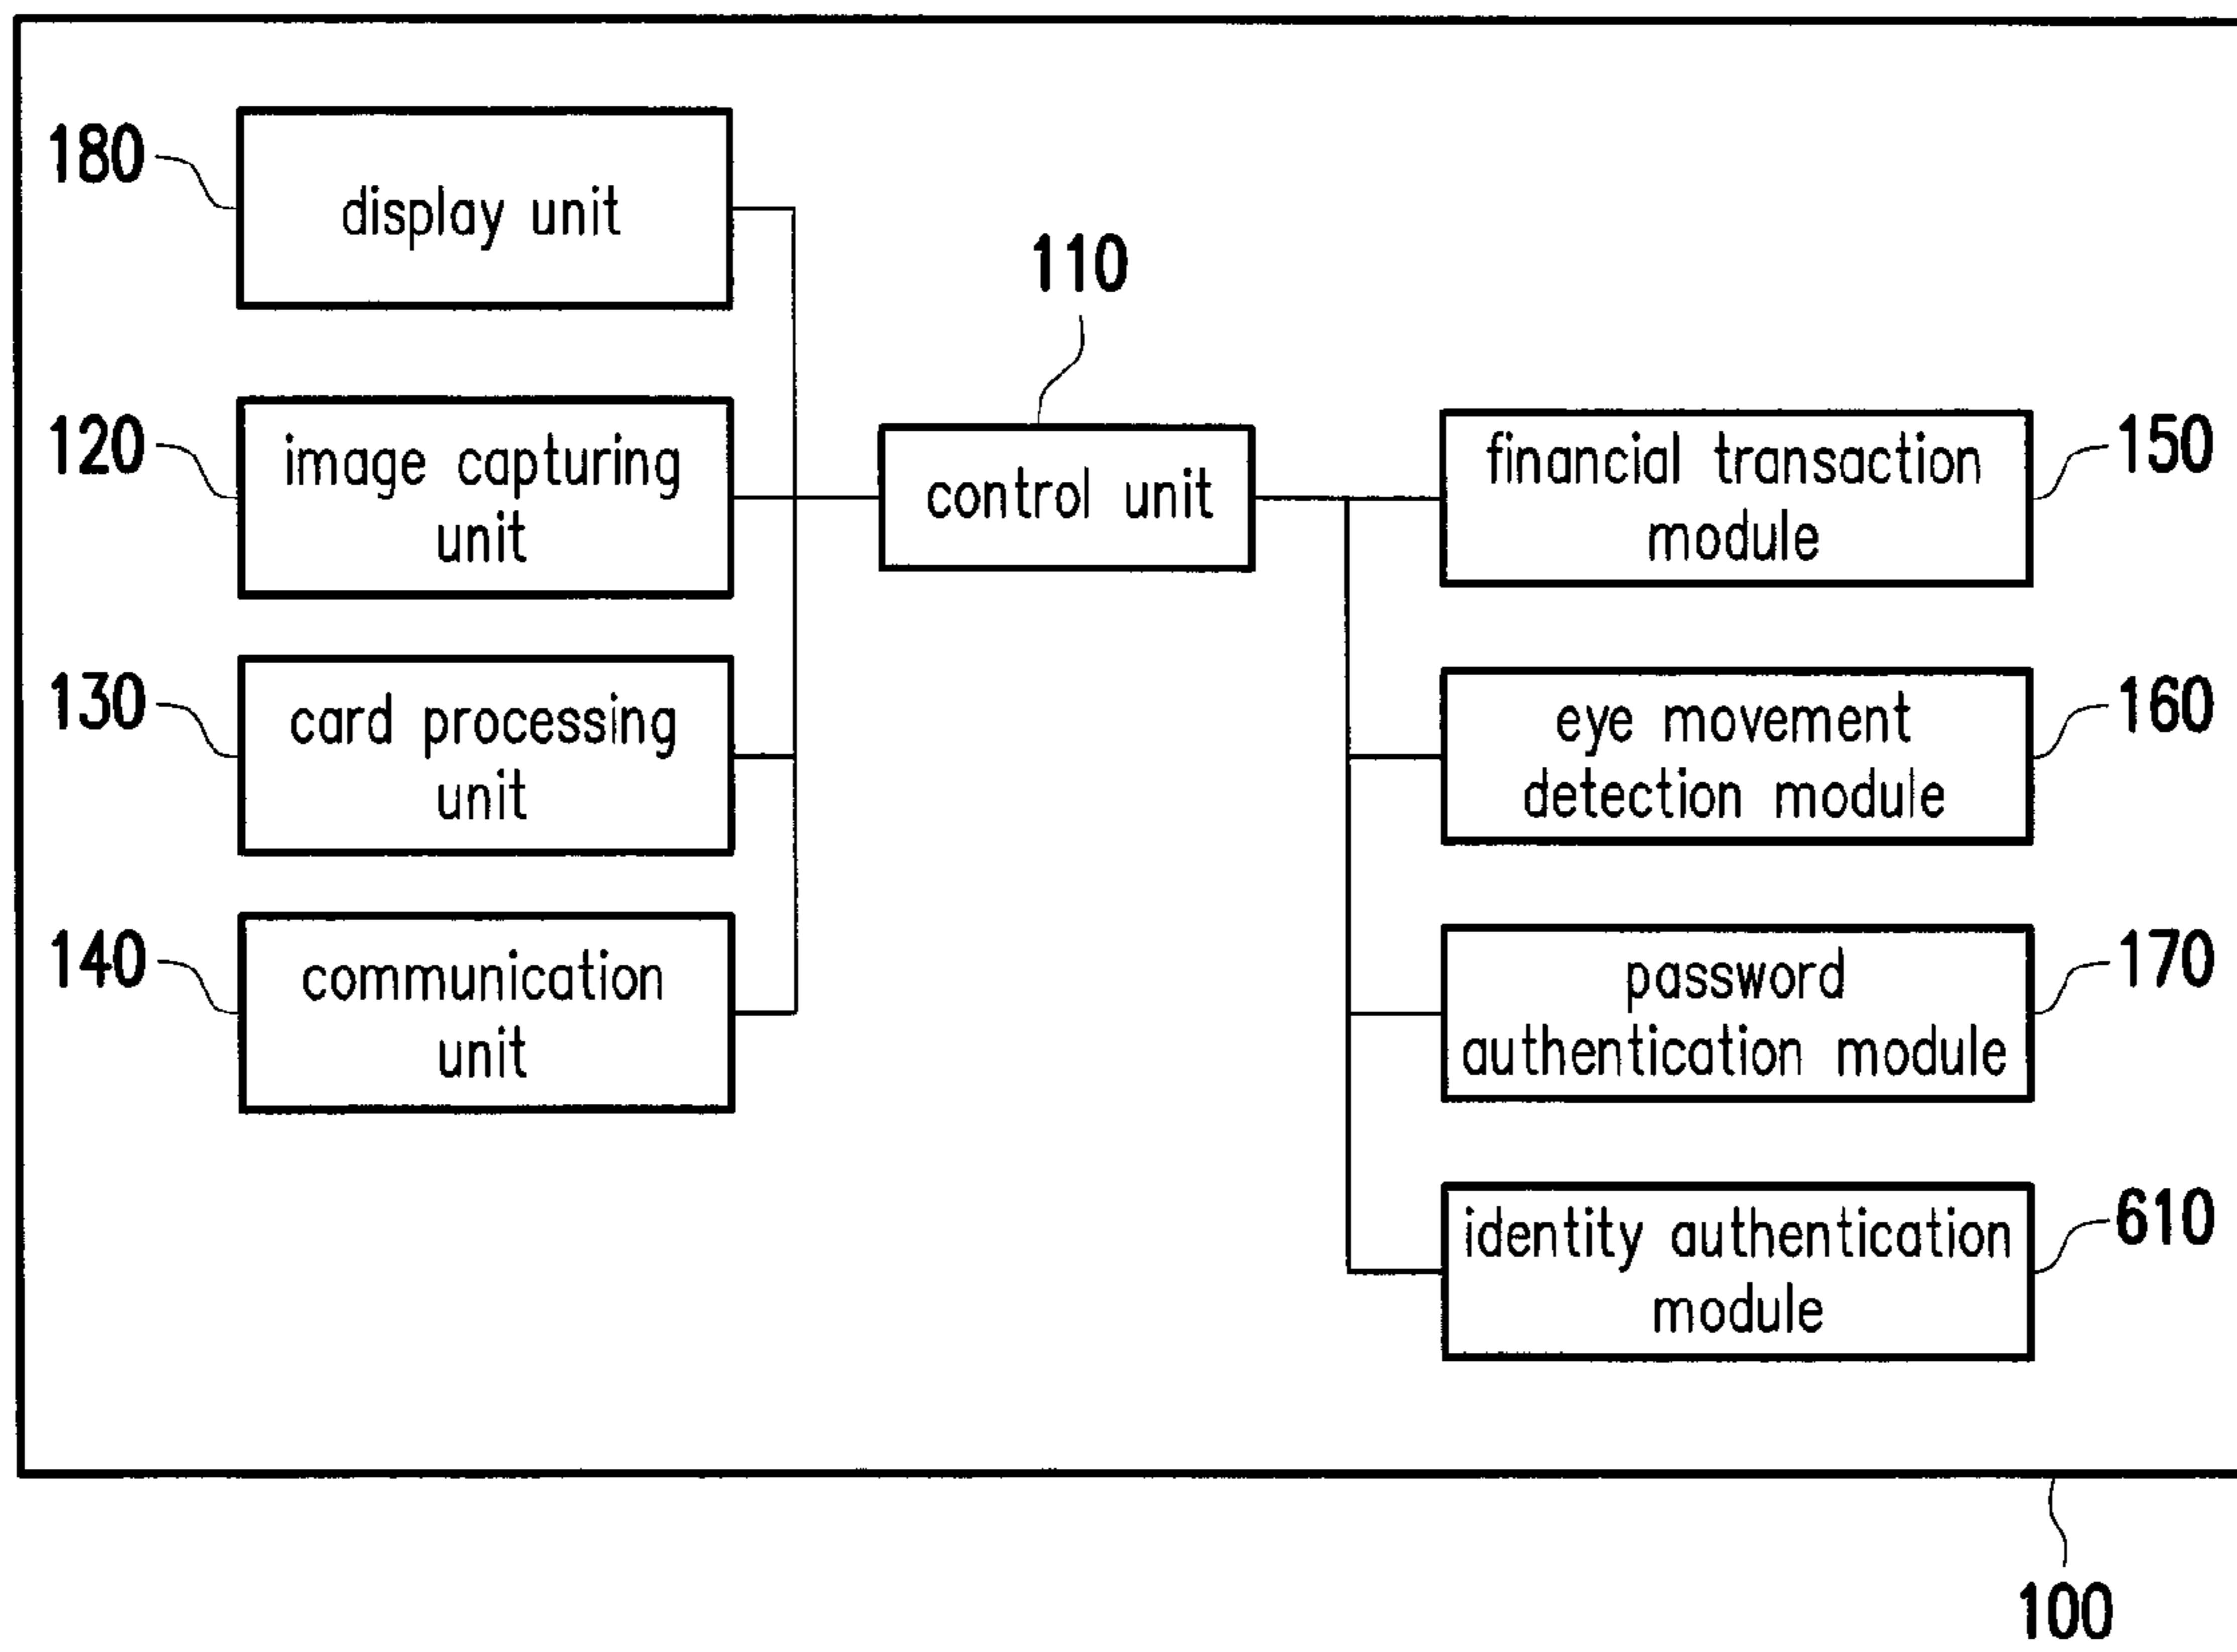 180
display unit
110
120
image capturing
unit
control unit
financial transaction
module
150
130
card processing
unit
eye movement
detection module
160
140
communication
unit
password
authentication module
170
identity authentication
module
610
100